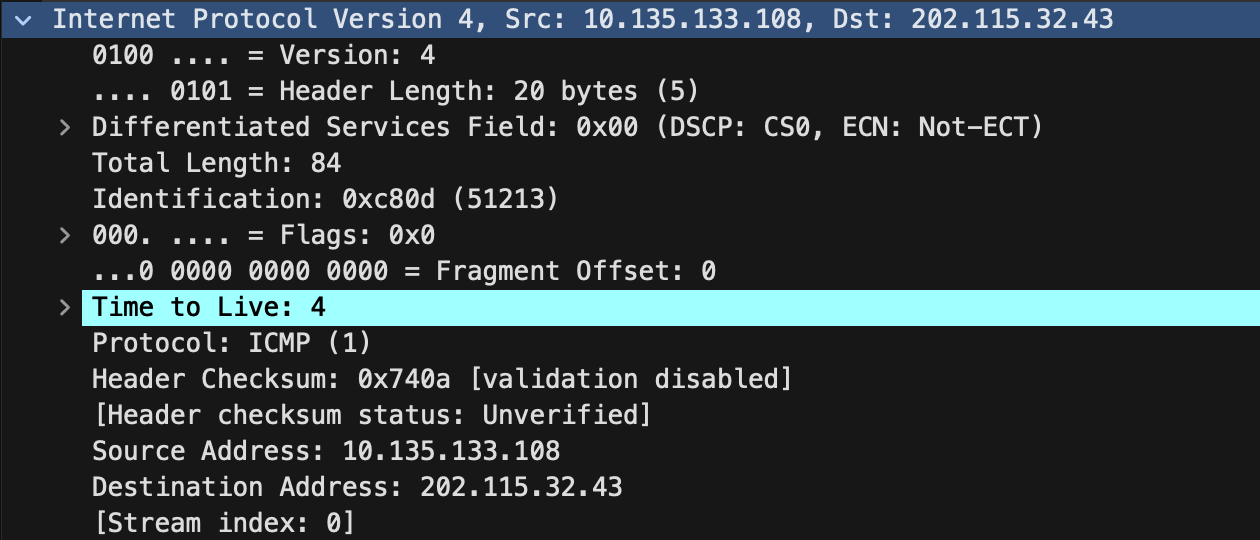 Internet Protocol Version 4, Src: 10.135.133.108, Dst: 202.115.32.43
0100 .... = Version: 4
.... 0101 = Header Length: 20 bytes (5)
Differentiated Services Field: 0x00 (DSCP: CS0, ECN: Not-ECT)
Total Length: 84
Identification: 0xc80d (51213)
000. .... = Flags: 0x0
...0 0000 0000 0000 = Fragment Offset: 0
Time to Live: 4
Protocol: ICMP (1)
Header Checksum: 0x740a [validation disabled]
[Header checksum status: Unverified]
Source Address: 10.135.133.108
Destination Address: 202.115.32.43
[Stream index: 0]